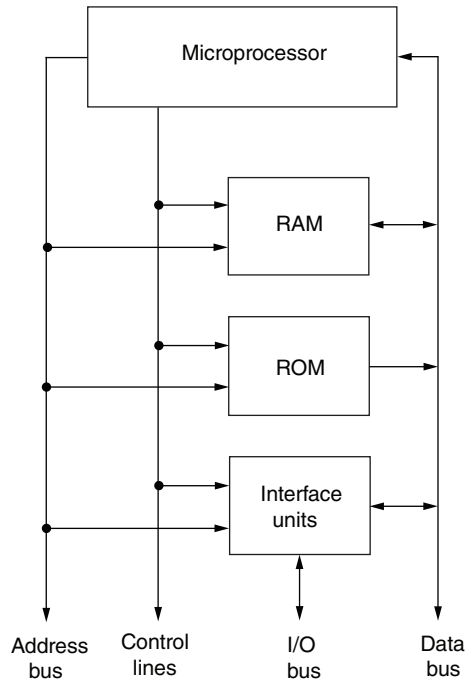 Microprocessor
RAM
ROM
Interface
units
Address
bus
Control
lines
I/O
bus
Data
bus